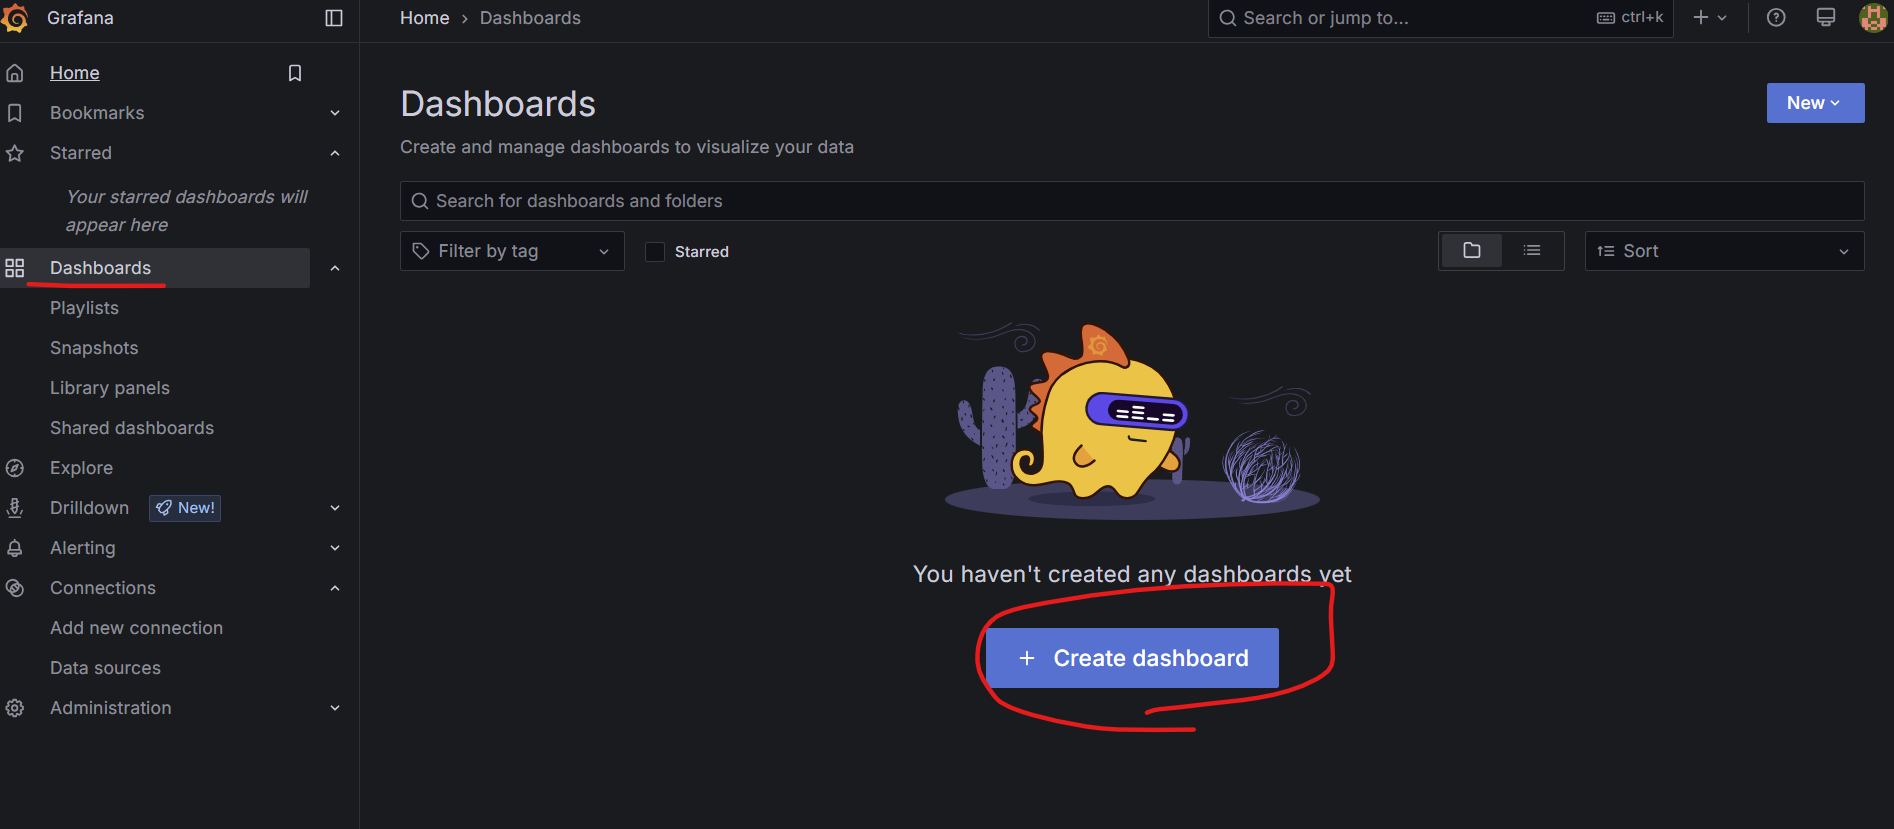 Grafana
Home › Dashboards
Search or jump to...
ctrl+k
Home
Bookmarks
Starred
Your starred dashboards will
appear here
Dashboards
Playlists
Snapshots
Library panels
Shared dashboards
Explore
Drilldown New!
Alerting
Connections
Add new connection
Data sources
Administration
Dashboards
New
Create and manage dashboards to visualize your data
Search for dashboards and folders
Filter by tag
Starred
Sort
You haven't created any dashboards yet
+ Create dashboard